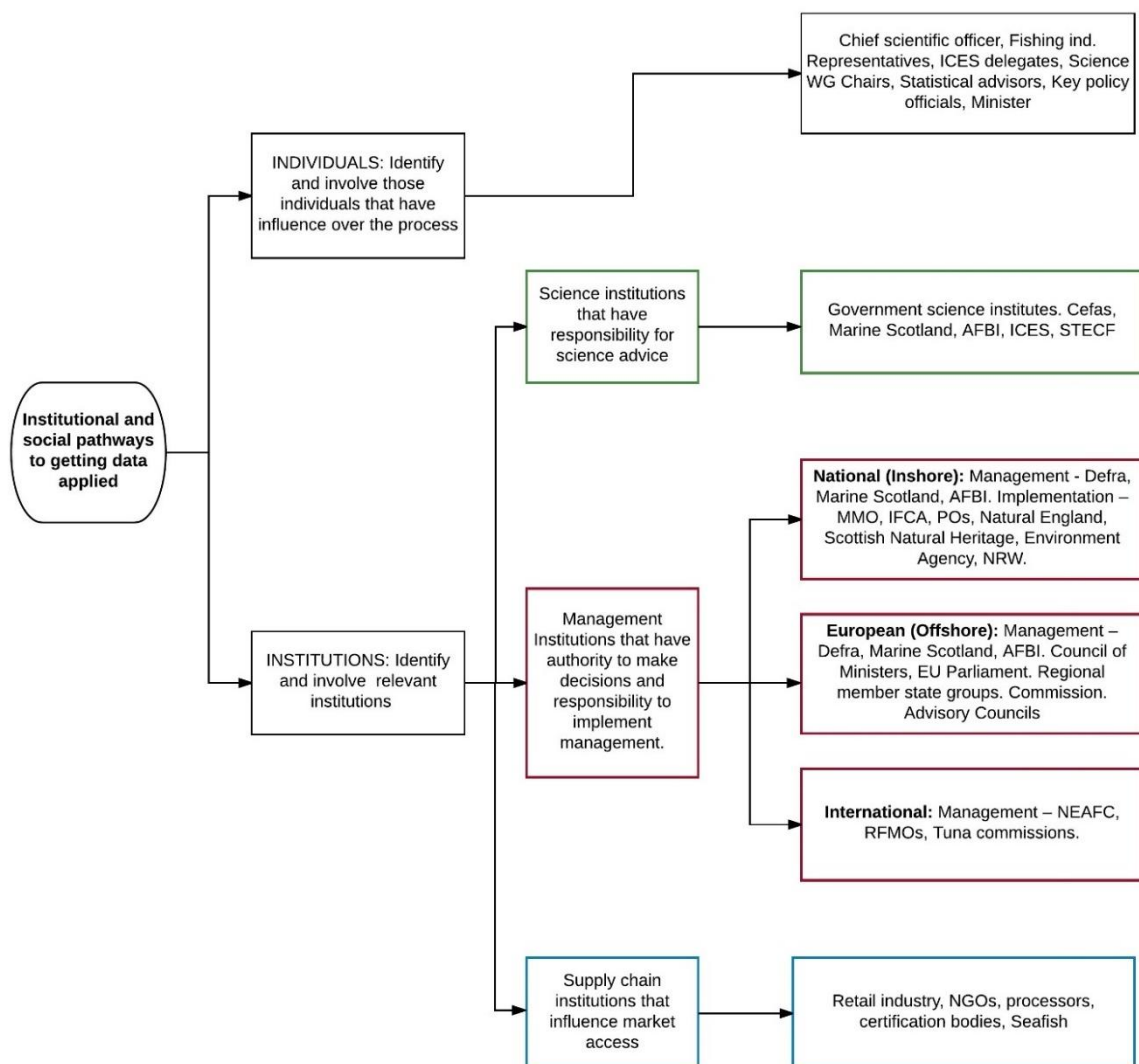 Chief scientific officer, Fishing ind.
Representatives, ICES delegates, Science
WG Chairs, Statistical advisors, Key policy
officials, Minister
INDIVIDUALS: Identify
and involve those
individuals that have
influence over the process
Science institutions
that have
responsibility for
science advice
Government science institutes. Cefas,
Marine Scotland, AFBI, ICES, STECF
Institutional and
social pathways
to getting data
applied
National (Inshore): Management - Defra,
Marine Scotland, AFBI. Implementation –
MMO, IFCA, POs, Natural England,
Scottish Natural Heritage, Environment
Agency, NRW.
INSTITUTIONS: Identify
and involve relevant
institutions
Management
Institutions that have
authority to make
decisions and
responsibility to
implement
management.
European (Offshore): Management –
Defra, Marine Scotland, AFBI. Council of
Ministers, EU Parliament. Regional
member state groups. Commission.
Advisory Councils
International: Management – NEAFC,
RFMOs, Tuna commissions.
Supply chain
institutions that
influence market
access
Retail industry, NGOs, processors,
certification bodies, Seafish